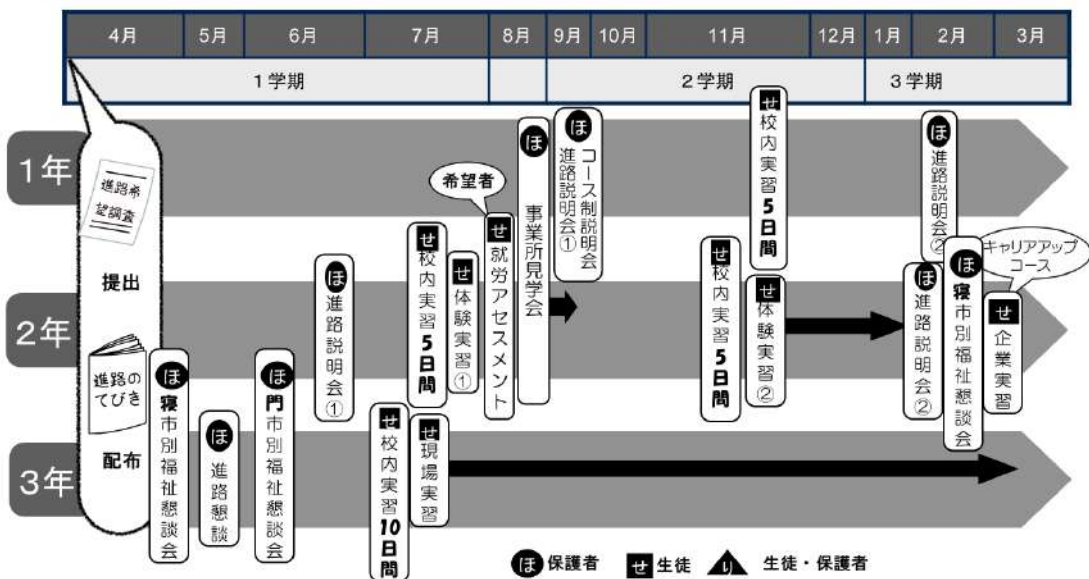 4月 5月 6月 7月 8月 9月 10月 11月 12月 1月 2月 3月
1学期 2学期 3学期
1年
進路希
望調査
提出
進路のてびき
配布
希望者
ほ 事業所見学会
ほ コース制説明会
進路説明会①
せ 校内実習5日間
ほ 進路説明会②
2年
ほ 進路説明会①
せ 校内実習5日間
せ 体験実習①
せ 就労アセスメント
せ 校内実習5日間
せ 体験実習②
ほ 進路説明会②
ほ 寝市別福祉懇談会
キャリアアップ
コース
せ 企業実習
3年
ほ 寝市別福祉懇談会
ほ 進路懇談
ほ 門市別福祉懇談会
せ 校内実習10日間
せ 現場実習
ほ 保護者 せ 生徒 り 生徒・保護者